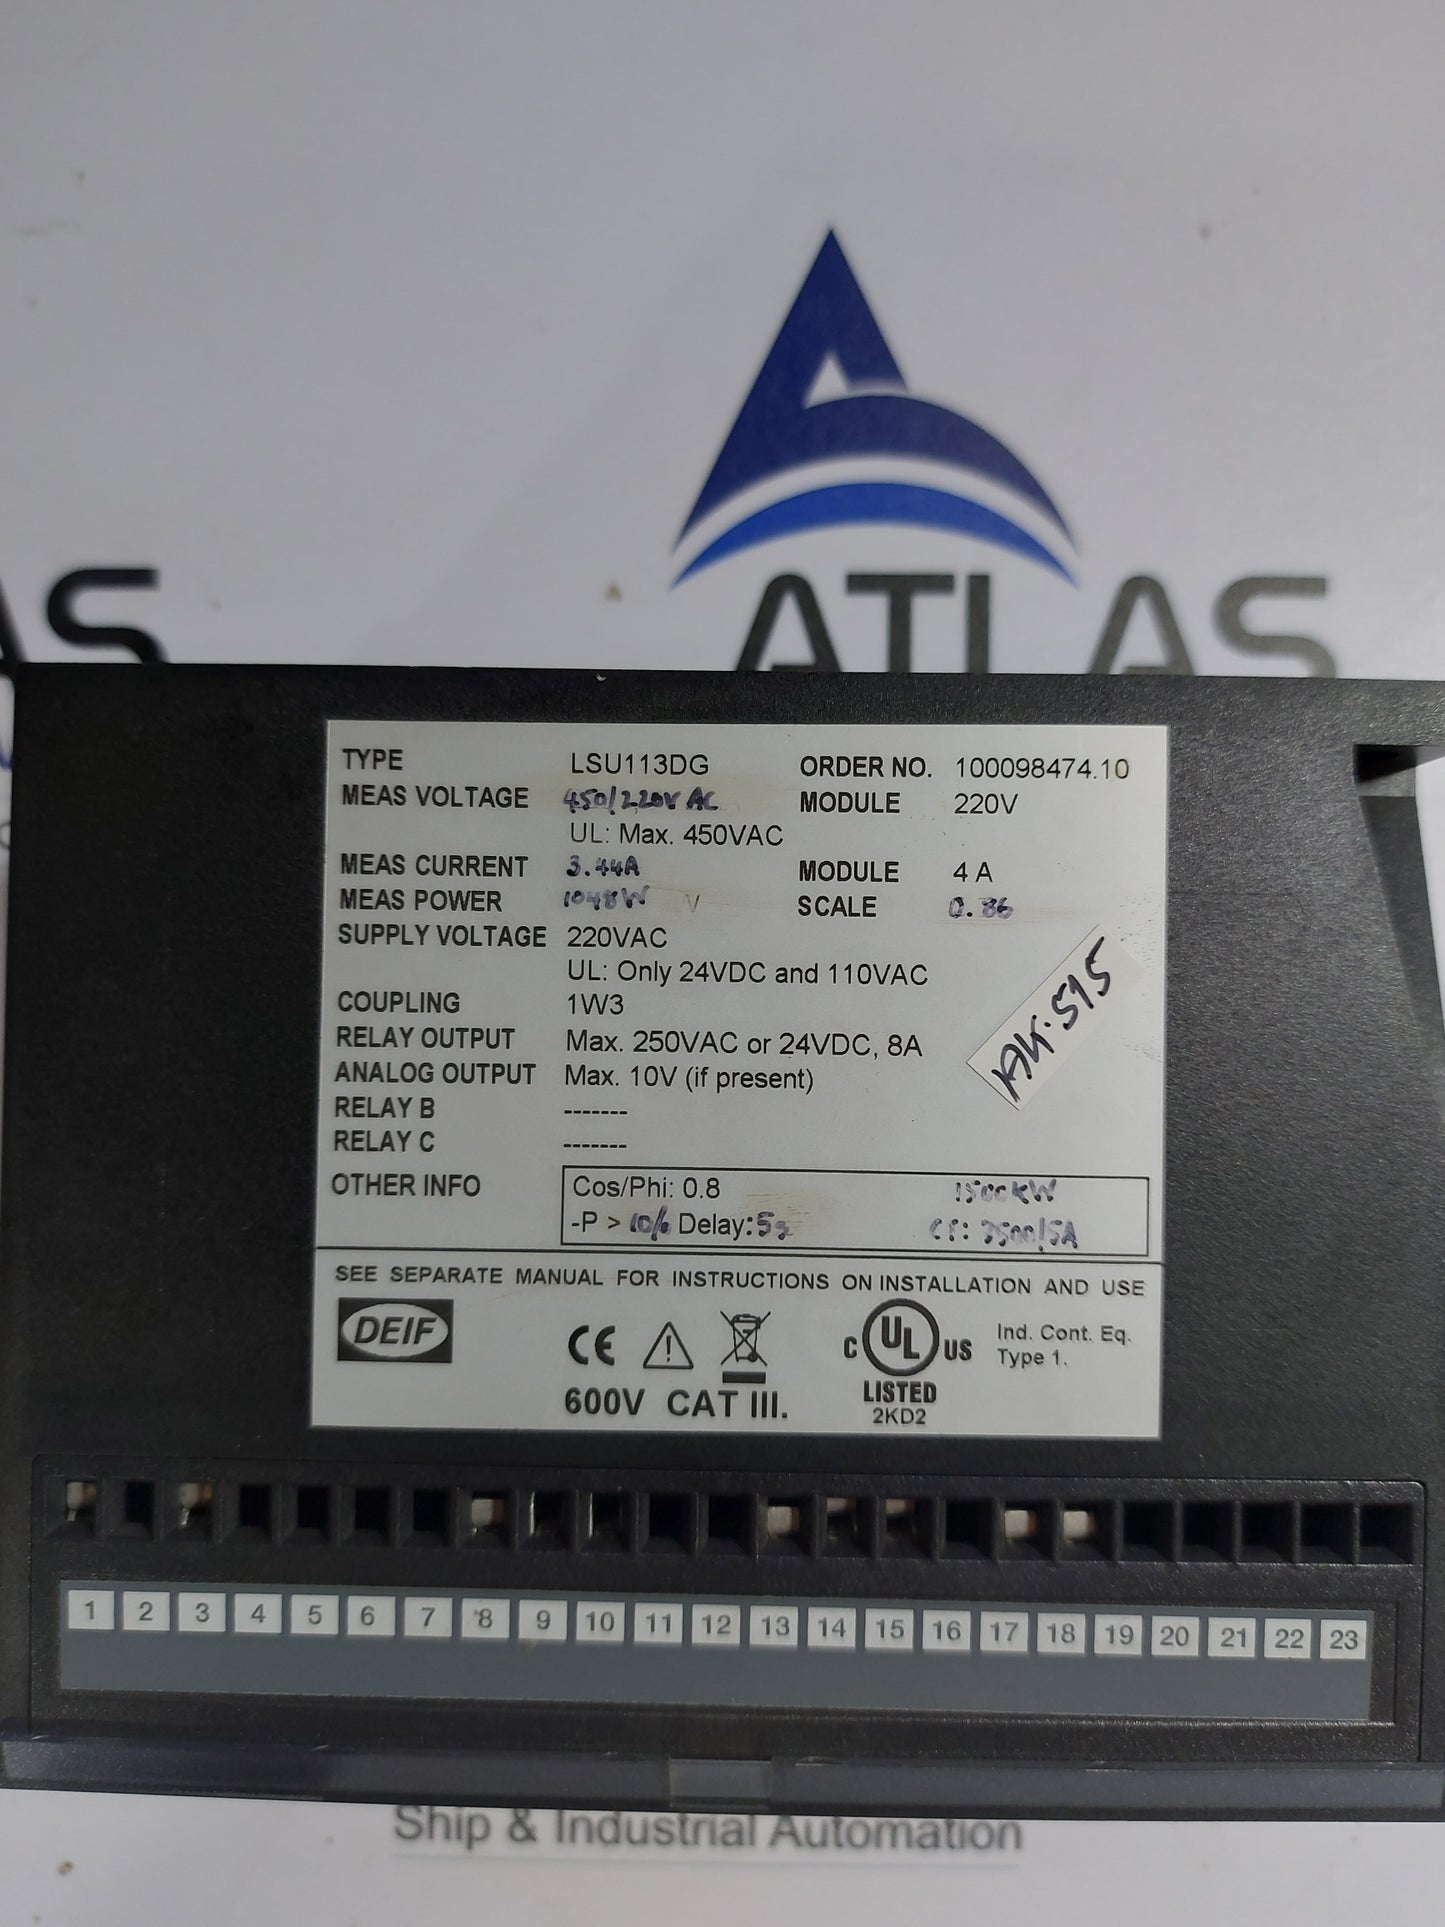 AS
ATLAS
TYPE LSU113DG ORDER NO. 100098474.10
MEAS VOLTAGE 450/220V AC MODULE 220V
UL: Max. 450VAC
MEAS CURRENT 3.44A MODULE 4 A
MEAS POWER 1048W V SCALE 0.86
SUPPLY VOLTAGE 220VAC
UL: Only 24VDC and 110VAC
COUPLING 1W3
RELAY OUTPUT Max. 250VAC or 24VDC, 8A
ANALOG OUTPUT Max. 10V (if present)
RELAY B -------
RELAY C -------
OTHER INFO Cos/Phi: 0.8 1500KW
-P > 10% Delay: 5s CT: 3500/5A
SEE SEPARATE MANUAL FOR INSTRUCTIONS ON INSTALLATION AND USE
DEIF CE C UL US Ind. Cont. Eq.
Type 1.
600V CAT III. LISTED
2KD2
1 2 3 4 5 6 7 8 9 10 11 12 13 14 15 16 17 18 19 20 21 22 23
Ship & Industrial Automation